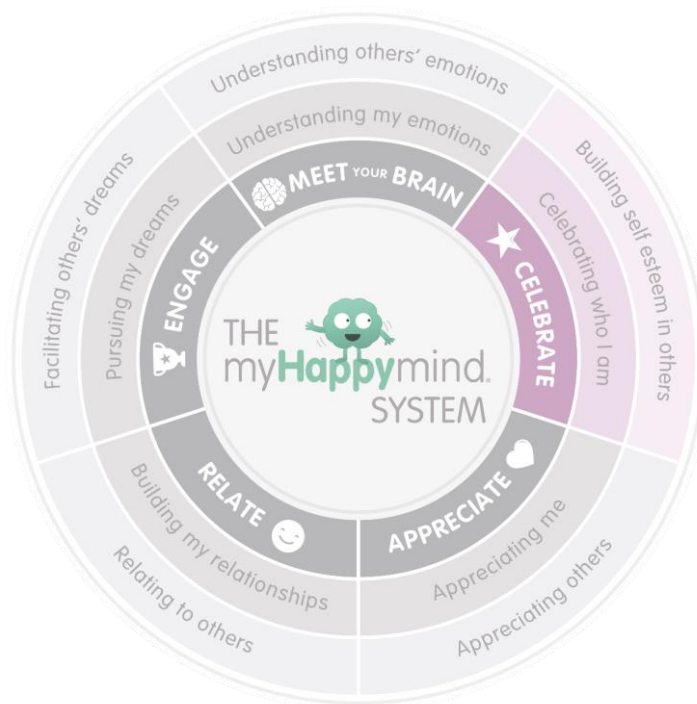 THE
myHappymind®
SYSTEM
MEET YOUR BRAIN
Understanding my emotions
Understanding others' emotions
CELEBRATE
Celebrating who I am
Building self esteem in others
APPRECIATE
Appreciating me
Appreciating others
RELATE
Building my relationships
Relating to others
ENGAGE
Pursuing my dreams
Facilitating others' dreams